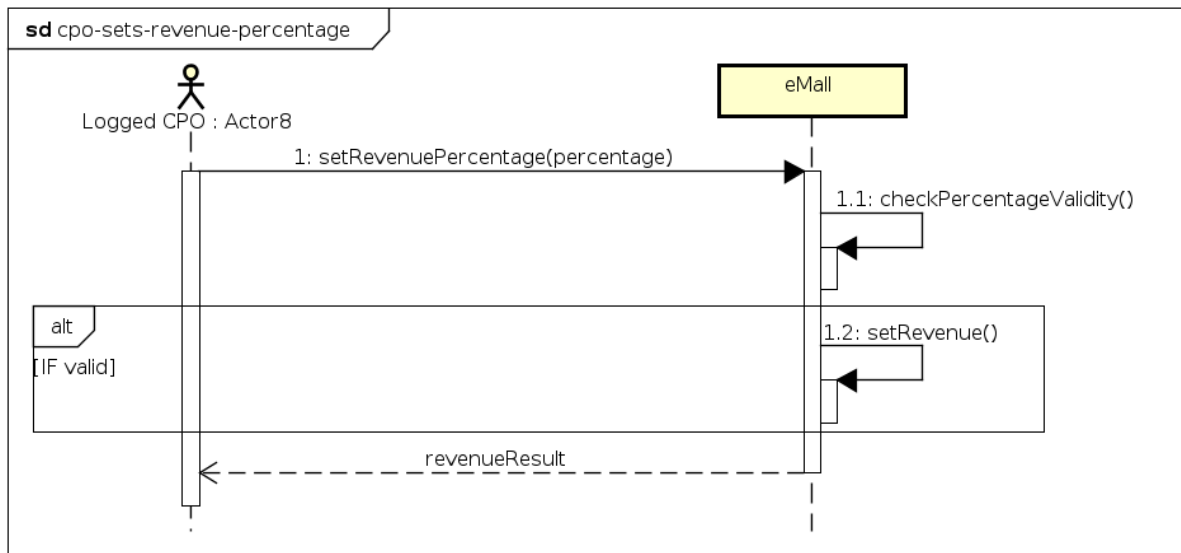 sd cpo-sets-revenue-percentage
Logged CPO : Actor8
eMall
1: setRevenuePercentage(percentage)
1.1: checkPercentageValidity()
alt
[IF valid]
1.2: setRevenue()
revenueResult